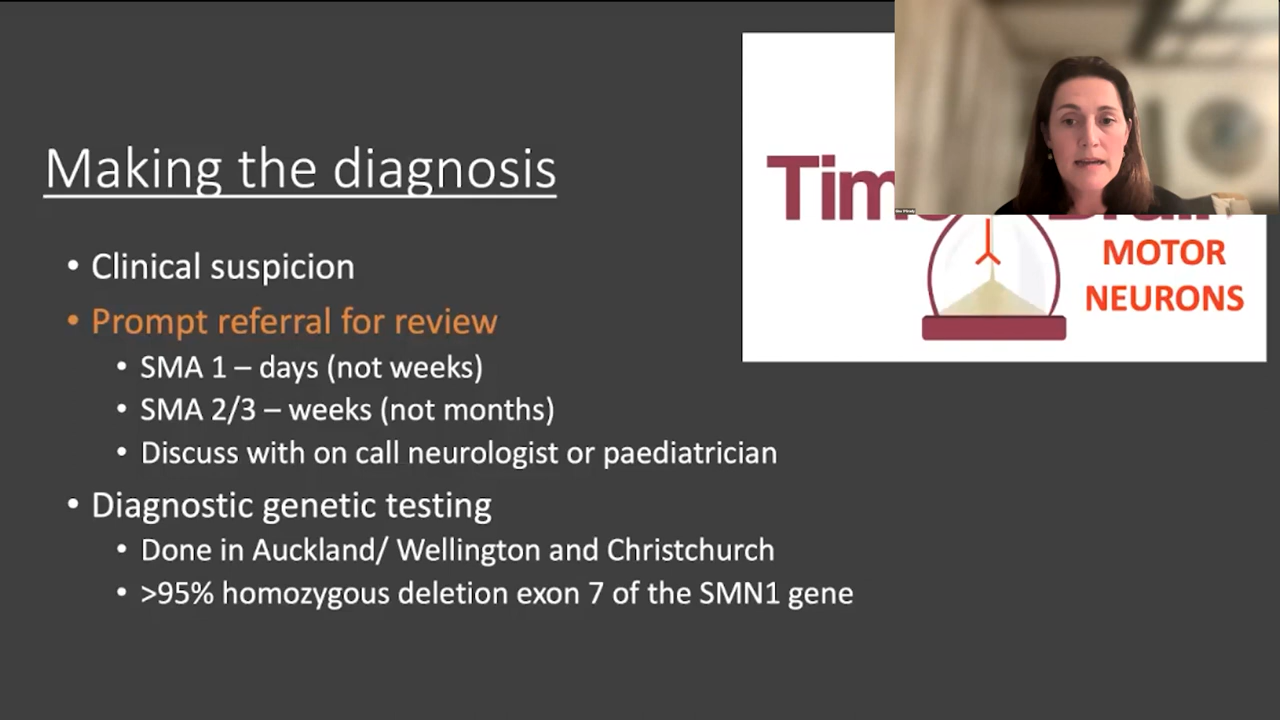 Making the diagnosis
• Clinical suspicion
• Prompt referral for review
• SMA 1 – days (not weeks)
• SMA 2/3 – weeks (not months)
• Discuss with on call neurologist or paediatrician
• Diagnostic genetic testing
• Done in Auckland/ Wellington and Christchurch
• >95% homozygous deletion exon 7 of the SMN1 gene
MOTOR
NEURONS